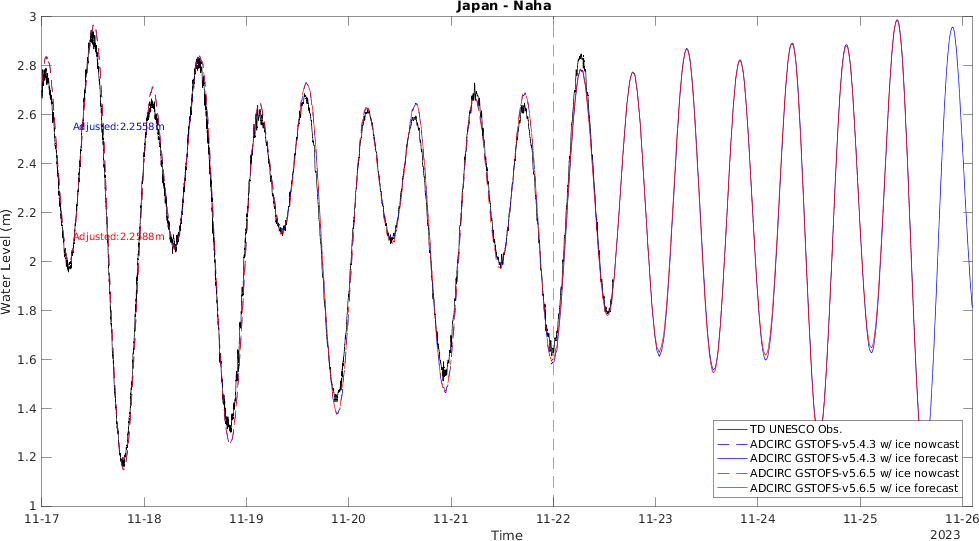 Japan - Naha
Water Level (m)
3
2.8
2.6
2.4
2.2
2
1.8
1.6
1.4
1.2
1
Adjusted:2.2558m
Adjusted:2.2588m
TD UNESCO Obs.
ADCIRC GSTOFS-v5.4.3 w/ ice nowcast
ADCIRC GSTOFS-v5.4.3 w/ ice forecast
ADCIRC GSTOFS-v5.6.5 w/ ice nowcast
ADCIRC GSTOFS-v5.6.5 w/ ice forecast
11-17 11-18 11-19 11-20 11-21 11-22 11-23 11-24 11-25 11-26
2023
Time